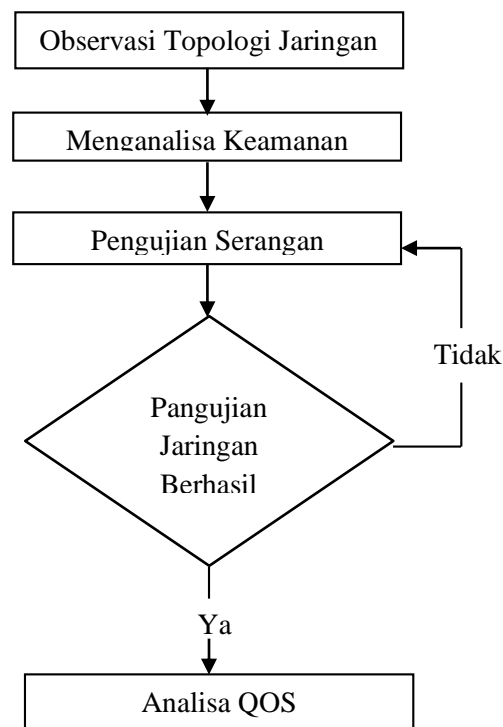 Observasi Topologi Jaringan
Menganalisa Keamanan
Pengujian Serangan
Tidak
Pangujian
Jaringan
Berhasil
Ya
Analisa QOS